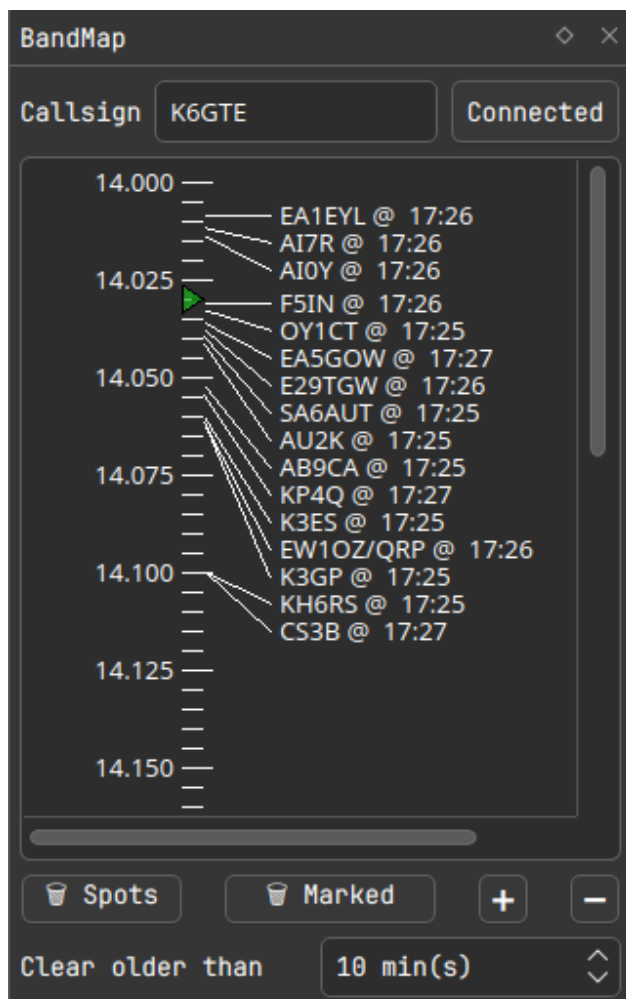 BandMap
Callsign K6GTE Connected
14.000
EA1EYL @ 17:26
AI7R @ 17:26
AI0Y @ 17:26
14.025
F5IN @ 17:26
OY1CT @ 17:25
EA5GOW @ 17:27
14.050
E29TGW @ 17:26
SA6AUT @ 17:25
AU2K @ 17:25
AB9CA @ 17:25
14.075
KP4Q @ 17:27
K3ES @ 17:25
EW1OZ/QRP @ 17:26
14.100
K3GP @ 17:25
KH6RS @ 17:25
CS3B @ 17:27
14.125
14.150
Spots Marked + −
Clear older than 10 min(s)